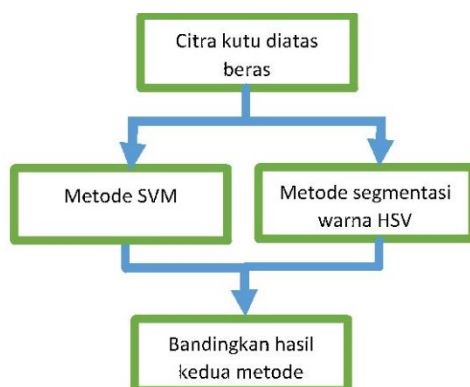 Citra kutu diatas
beras
Metode SVM
Metode segmentasi
warna HSV
Bandingkan hasil
kedua metode